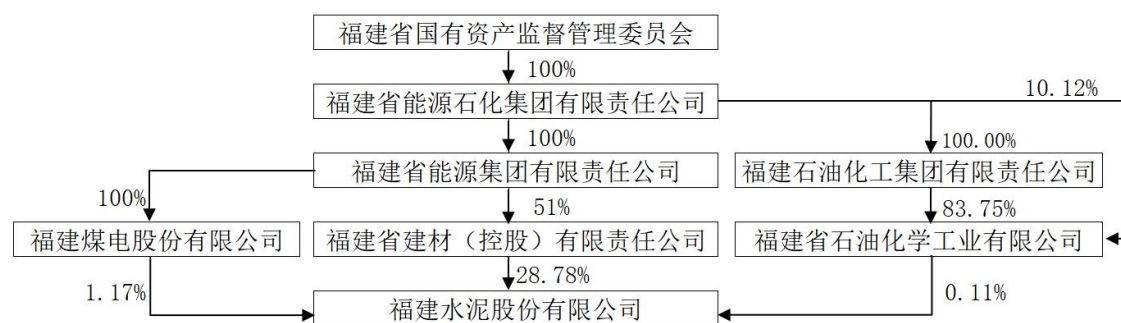 福建省国有资产监督管理委员会
100%
福建省能源石化集团有限责任公司
10.12%
100%
100.00%
福建省能源集团有限责任公司
福建石油化工集团有限责任公司
100%
51%
83.75%
福建煤电股份有限公司
福建省建材（控股）有限责任公司
福建省石油化学工业有限公司
1.17%
28.78%
0.11%
福建水泥股份有限公司